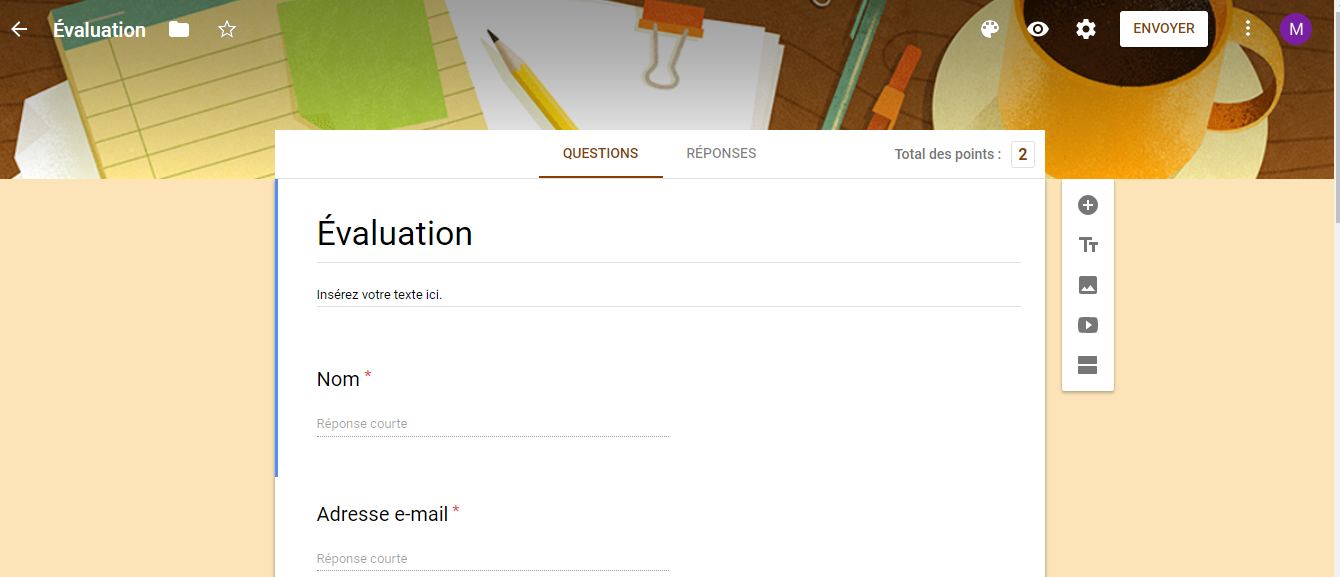 Évaluation
ENVOYER
M
QUESTIONS
RÉPONSES
Total des points :
2
Évaluation
Insérez votre texte ici.
Nom *
Réponse courte
Adresse e-mail *
Réponse courte